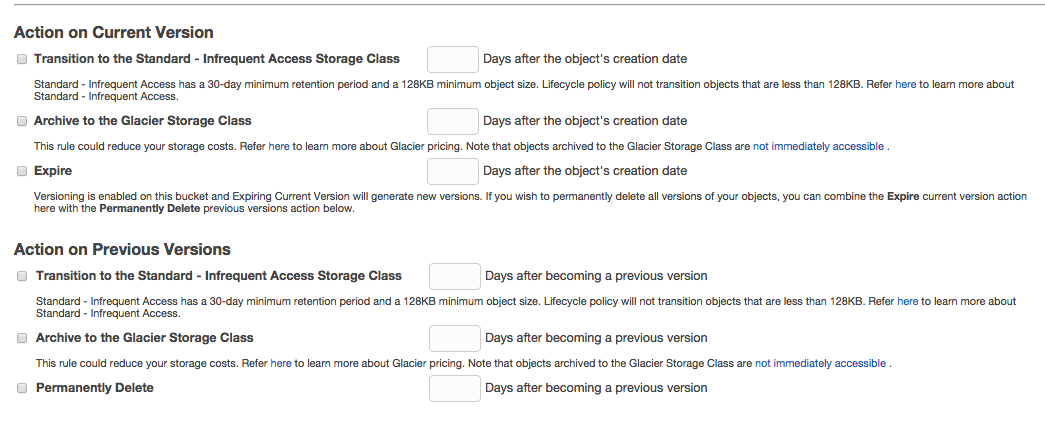 Action on Current Version
Transition to the Standard - Infrequent Access Storage Class Days after the object's creation date
Standard - Infrequent Access has a 30-day minimum retention period and a 128KB minimum object size. Lifecycle policy will not transition objects that are less than 128KB. Refer here to learn more about
Standard - Infrequent Access.
Archive to the Glacier Storage Class Days after the object's creation date
This rule could reduce your storage costs. Refer here to learn more about Glacier pricing. Note that objects archived to the Glacier Storage Class are not immediately accessible .
Expire Days after the object's creation date
Versioning is enabled on this bucket and Expiring Current Version will generate new versions. If you wish to permanently delete all versions of your objects, you can combine the Expire current version action
here with the Permanently Delete previous versions action below.
Action on Previous Versions
Transition to the Standard - Infrequent Access Storage Class Days after becoming a previous version
Standard - Infrequent Access has a 30-day minimum retention period and a 128KB minimum object size. Lifecycle policy will not transition objects that are less than 128KB. Refer here to learn more about
Standard - Infrequent Access.
Archive to the Glacier Storage Class Days after becoming a previous version
This rule could reduce your storage costs. Refer here to learn more about Glacier pricing. Note that objects archived to the Glacier Storage Class are not immediately accessible .
Permanently Delete Days after becoming a previous version